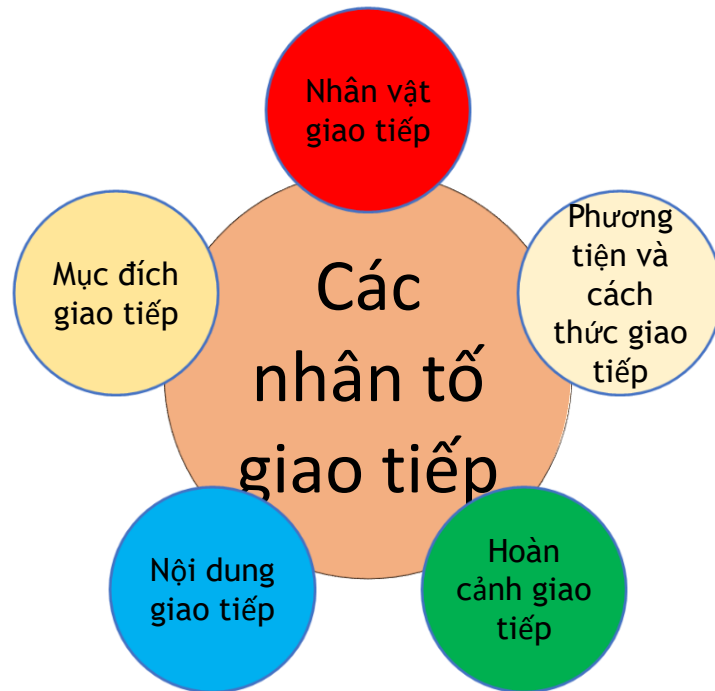 Nhân vật
giao tiếp
Phương
tiện và
cách
thức giao
tiếp
Mục đích
giao tiếp
Các
nhân tố
giao tiếp
Nội dung
giao tiếp
Hoàn
cảnh giao
tiếp